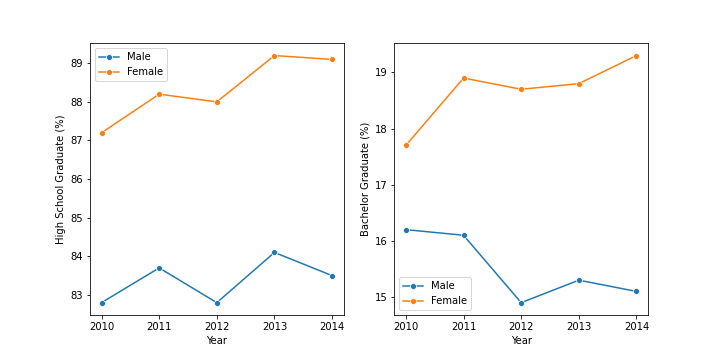 Male
Female
89
88
87
86
85
84
83
High School Graduate (%)
2010 2011 2012 2013 2014
Year
19
18
17
16
15
Bachelor Graduate (%)
Male
Female
2010 2011 2012 2013 2014
Year